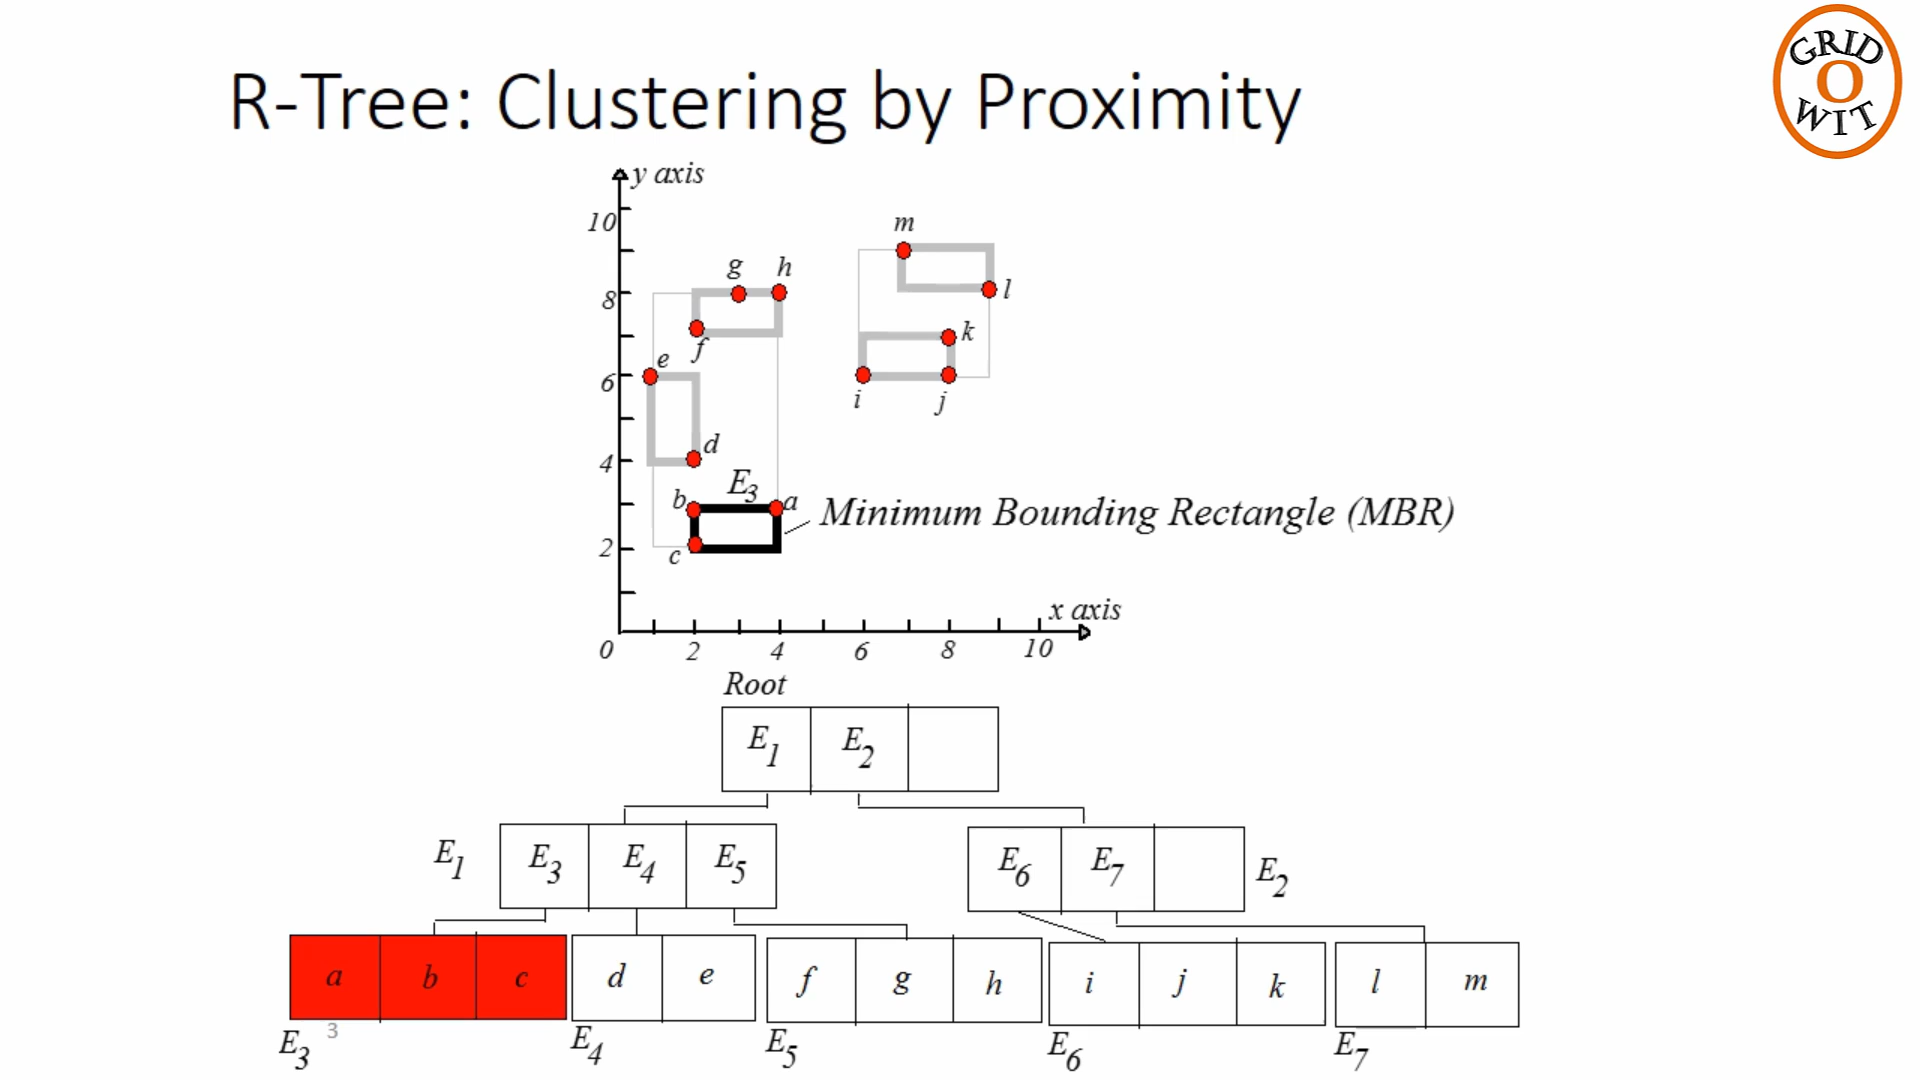 R-Tree: Clustering by Proximity
GRID
O
WIT
y axis
10
m
g h
8
l
k
f
e
6
i j
d
4
E3
b a
Minimum Bounding Rectangle (MBR)
c
2
x axis
0 2 4 6 8 10
Root
E1 E2
E1 E3 E4 E5 E6 E7 E2
a b c d e f g h i j k l m
3
E3 E4 E5 E6 E7